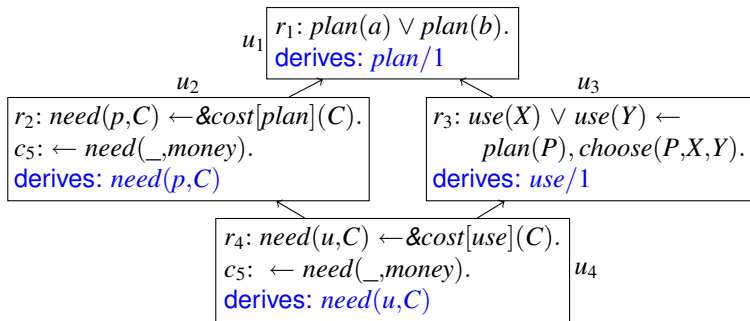 u₁
r₁: plan(a) ∨ plan(b).
derives: plan/1
u₂
r₂: need(p,C) ←&cost[plan](C).
c₅: ← need(_,money).
derives: need(p,C)
u₃
r₃: use(X) ∨ use(Y) ←
plan(P), choose(P,X,Y).
derives: use/1
r₄: need(u,C) ←&cost[use](C).
c₅: ← need(_,money).
derives: need(u,C)
u₄